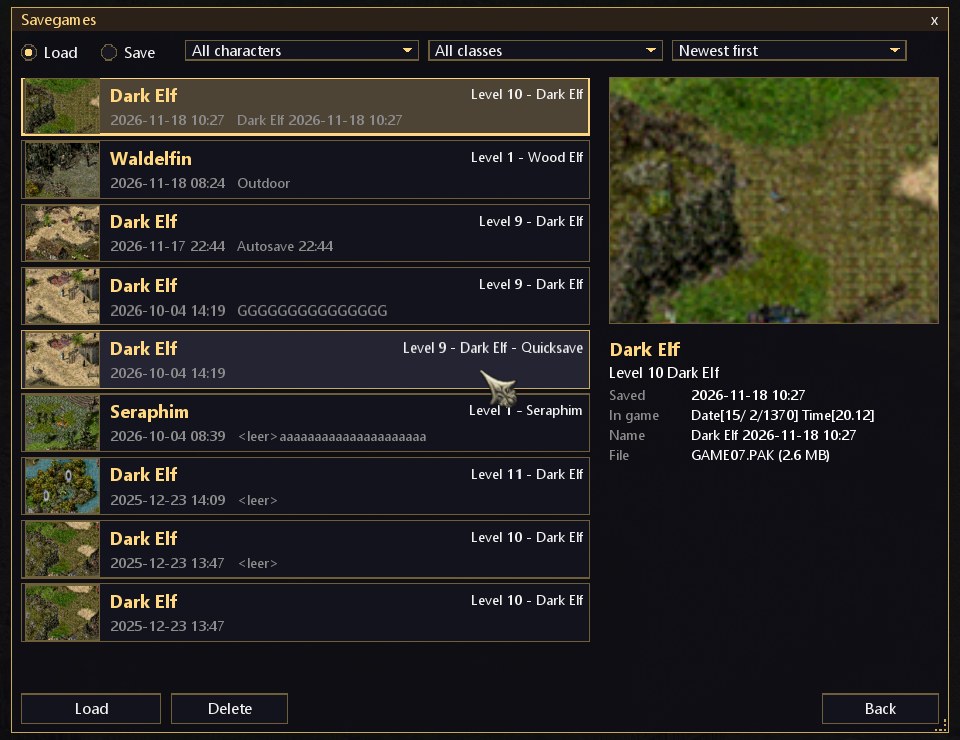 Savegames x
Load Save All characters All classes Newest first
Dark Elf Level 10 - Dark Elf
2026-11-18 10:27 Dark Elf 2026-11-18 10:27
Waldelfin Level 1 - Wood Elf
2026-11-18 08:24 Outdoor
Dark Elf Level 9 - Dark Elf
2026-11-17 22:44 Autosave 22:44
Dark Elf Level 9 - Dark Elf
2026-10-04 14:19 GGGGGGGGGGGGGGG
Dark Elf Level 9 - Dark Elf - Quicksave
2026-10-04 14:19
Seraphim Level 1 - Seraphim
2026-10-04 08:39 <leer>aaaaaaaaaaaaaaaaaaaaa
Dark Elf Level 11 - Dark Elf
2025-12-23 14:09 <leer>
Dark Elf Level 10 - Dark Elf
2025-12-23 13:47 <leer>
Dark Elf Level 10 - Dark Elf
2025-12-23 13:47
Dark Elf
Level 10 Dark Elf
Saved 2026-11-18 10:27
In game Date[15/ 2/1370] Time[20.12]
Name Dark Elf 2026-11-18 10:27
File GAME07.PAK (2.6 MB)
Load Delete Back